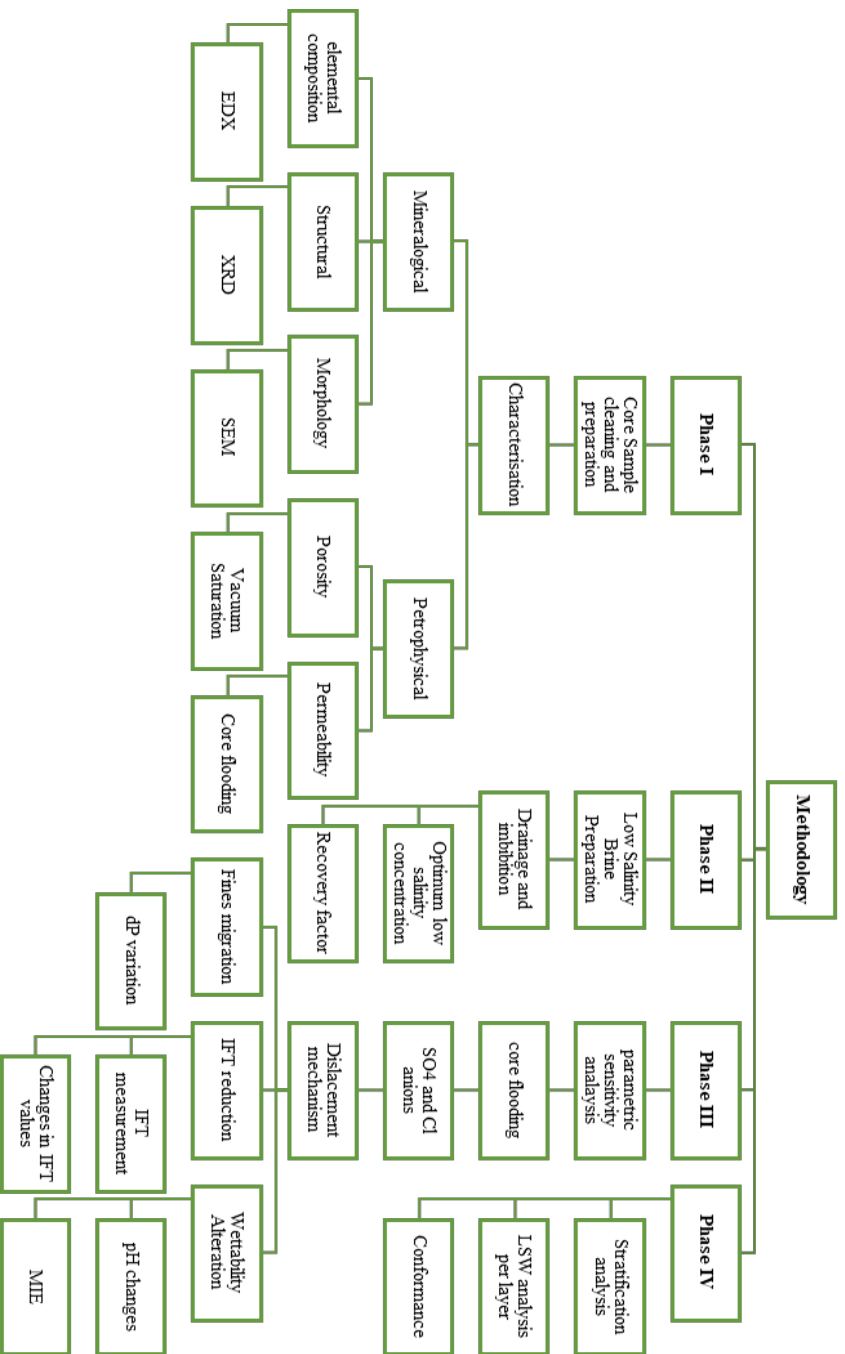 Methodology
Phase I
Core Sample
cleaning and
preparation
Characterisation
Mineralogical
elemental
composition
EDX
Structural
XRD
Morphology
SEM
Petrophysical
Porosity
Vacuum
Saturation
Permeability
Core flooding
Phase II
Low Salinity
Brine
Preparation
Drainage and
imbibition
Optimum low
salinity
concentration
Recovery factor
Phase III
parametric
sensitivity
analaysis
core flooding
SO4 and Cl
anions
Dislacement
mechanism
Fines migration
dP variation
IFT reduction
IFT
measurement
Changes in IFT
values
Wettability
Alteration
pH changes
MIE
Phase IV
Stratification
analysis
LSW analysis
per layer
Conformance